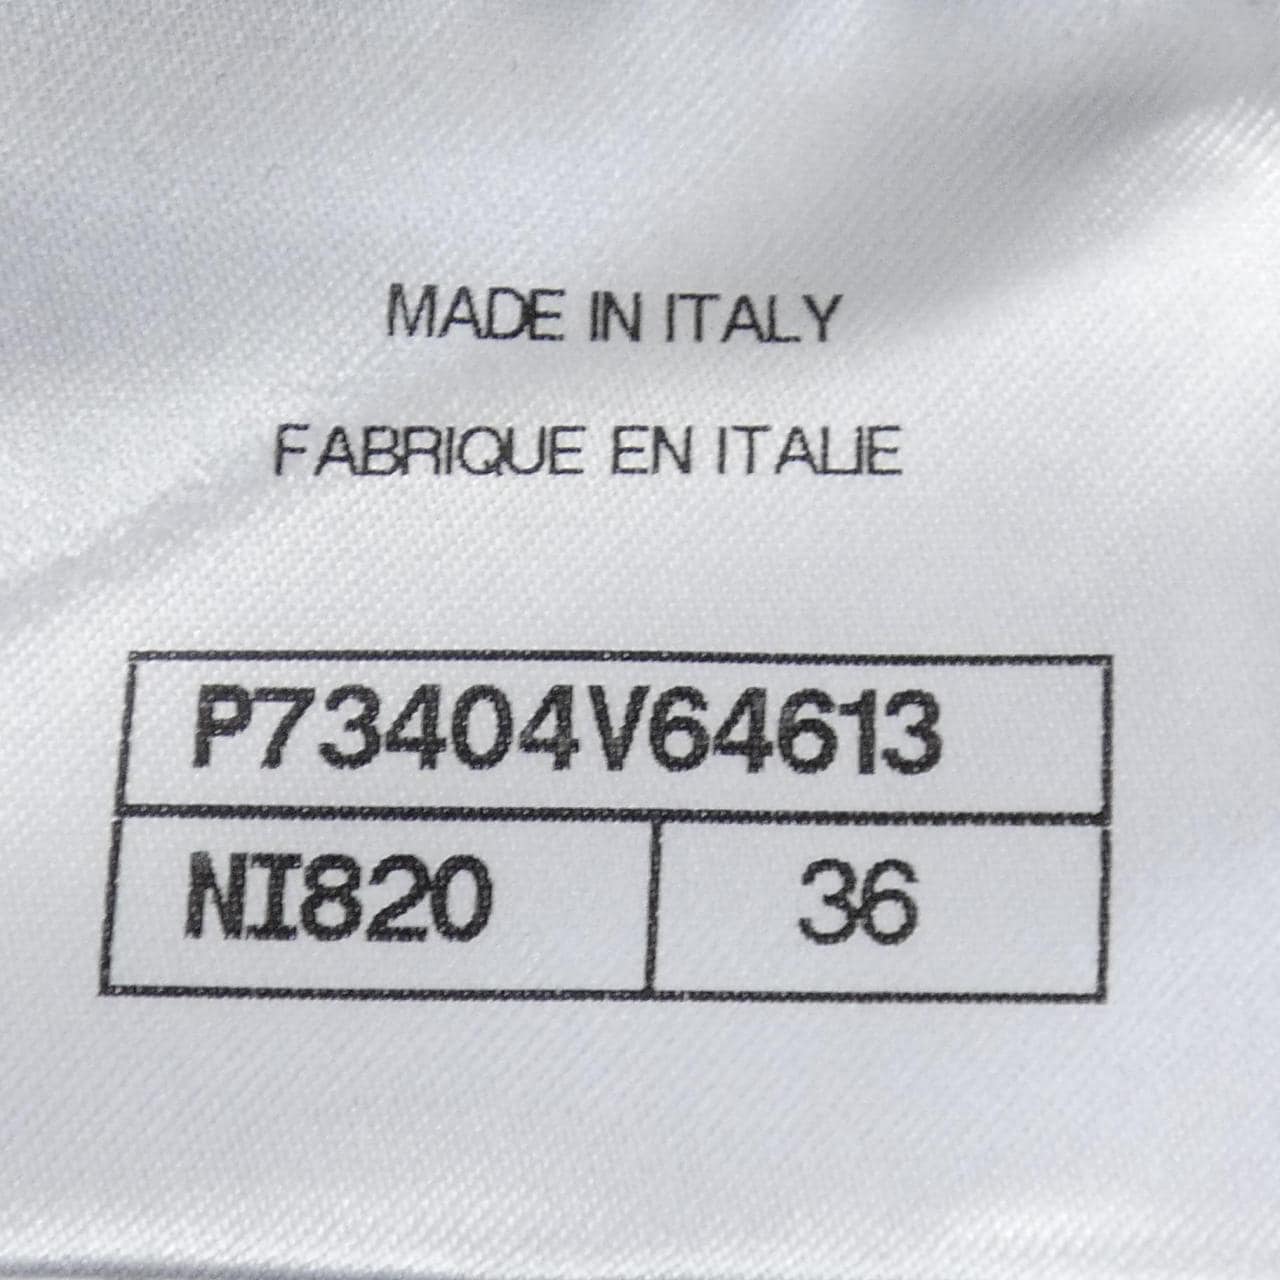 MADE IN ITALY
FABRIQUE EN ITALIE
P73404V64613
NI820 36